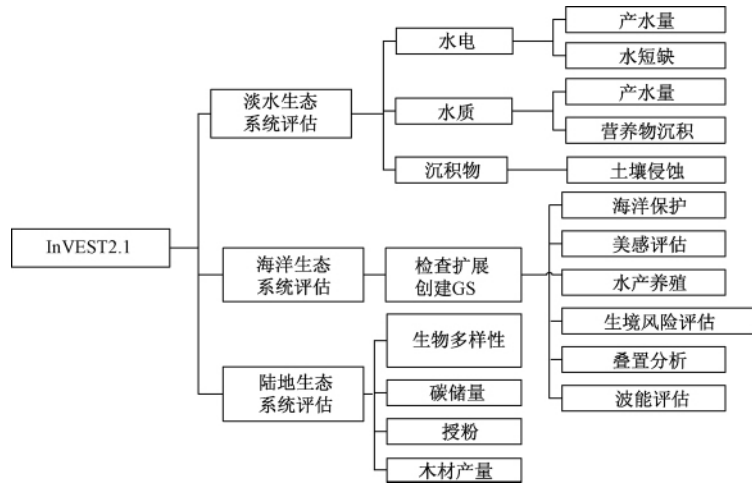 InVEST2.1
淡水生态
系统评估
水电
产水量
水短缺
水质
产水量
营养物沉积
沉积物
土壤侵蚀
海洋生态
系统评估
检查扩展
创建GS
海洋保护
美感评估
水产养殖
生境风险评估
叠置分析
波能评估
陆地生态
系统评估
生物多样性
碳储量
授粉
木材产量